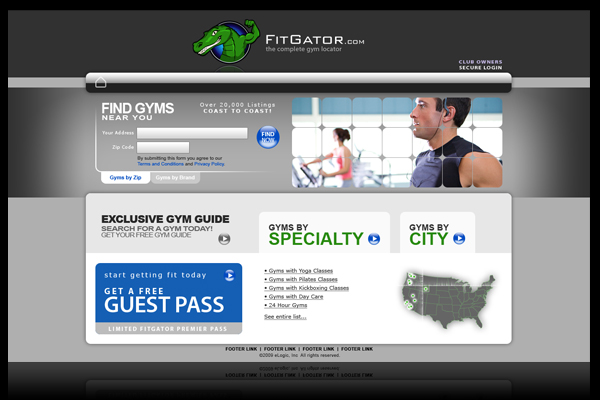 FITGATOR.COM
the complete gym locator
CLUB OWNERS
SECURE LOGIN
FIND GYMS
NEAR YOU
Over 20,000 Listings
COAST TO COAST!
Your Address
Zip Code
FIND NOW
By submitting this form you agree to our
Terms and Conditions and Privacy Policy.
Gyms by Zip
Gyms by Brand
EXCLUSIVE GYM GUIDE
SEARCH FOR A GYM TODAY!
GET YOUR FREE GYM GUIDE
GYMS BY
SPECIALTY
GYMS BY
CITY
start getting fit today
GET A FREE
GUEST PASS
LIMITED FITGATOR PREMIER PASS
• Gyms with Yoga Classes
• Gyms with Pilates Classes
• Gyms with Kickboxing Classes
• Gyms with Day Care
• 24 Hour Gyms
See entire list...
FOOTER LINK | FOOTER LINK | FOOTER LINK | FOOTER LINK
©2009 eLogic, Inc. All rights reserved.